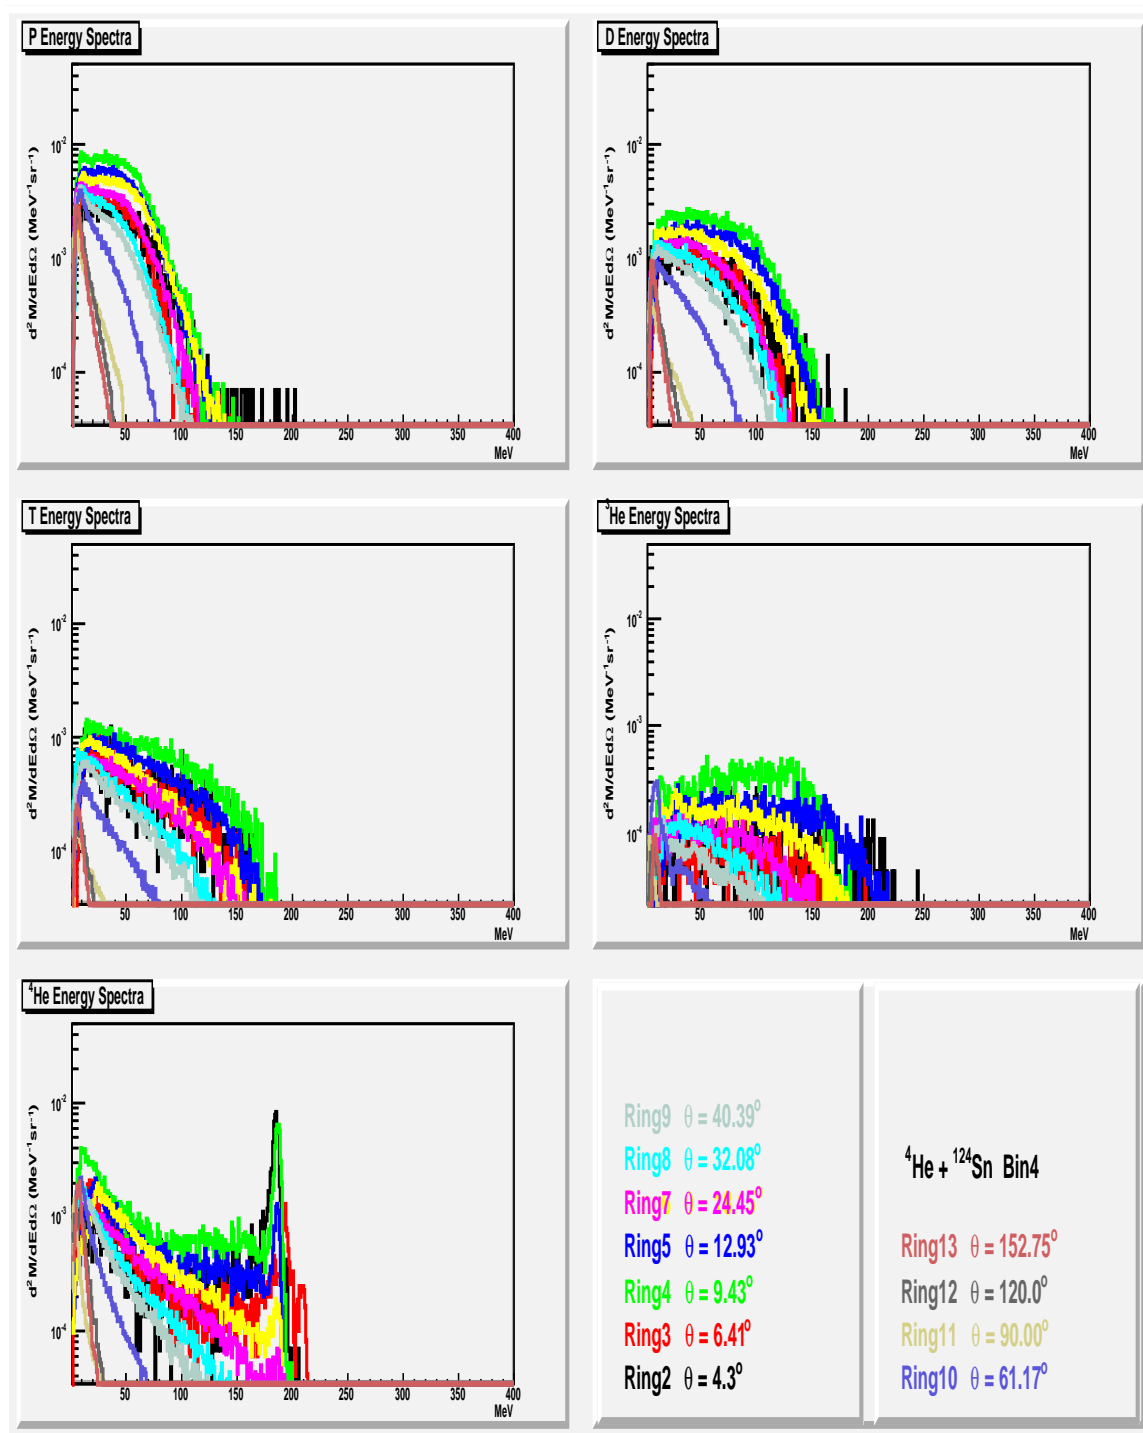 P Energy Spectra
d²M/dEdΩ (MeV⁻¹sr⁻¹)
10⁻²
10⁻³
10⁻⁴
50 100 150 200 250 300 350 400
MeV
D Energy Spectra
d²M/dEdΩ (MeV⁻¹sr⁻¹)
10⁻²
10⁻³
10⁻⁴
50 100 150 200 250 300 350 400
MeV
T Energy Spectra
d²M/dEdΩ (MeV⁻¹sr⁻¹)
10⁻²
10⁻³
10⁻⁴
50 100 150 200 250 300 350 400
MeV
³He Energy Spectra
d²M/dEdΩ (MeV⁻¹sr⁻¹)
10⁻²
10⁻³
10⁻⁴
50 100 150 200 250 300 350 400
MeV
⁴He Energy Spectra
d²M/dEdΩ (MeV⁻¹sr⁻¹)
10⁻²
10⁻³
10⁻⁴
50 100 150 200 250 300 350 400
MeV
Ring9 θ = 40.39°
Ring8 θ = 32.08°
Ring7 θ = 24.45°
Ring5 θ = 12.93°
Ring4 θ = 9.43°
Ring3 θ = 6.41°
Ring2 θ = 4.3°
⁴He + ¹²⁴Sn Bin4
Ring13 θ = 152.75°
Ring12 θ = 120.0°
Ring11 θ = 90.00°
Ring10 θ = 61.17°